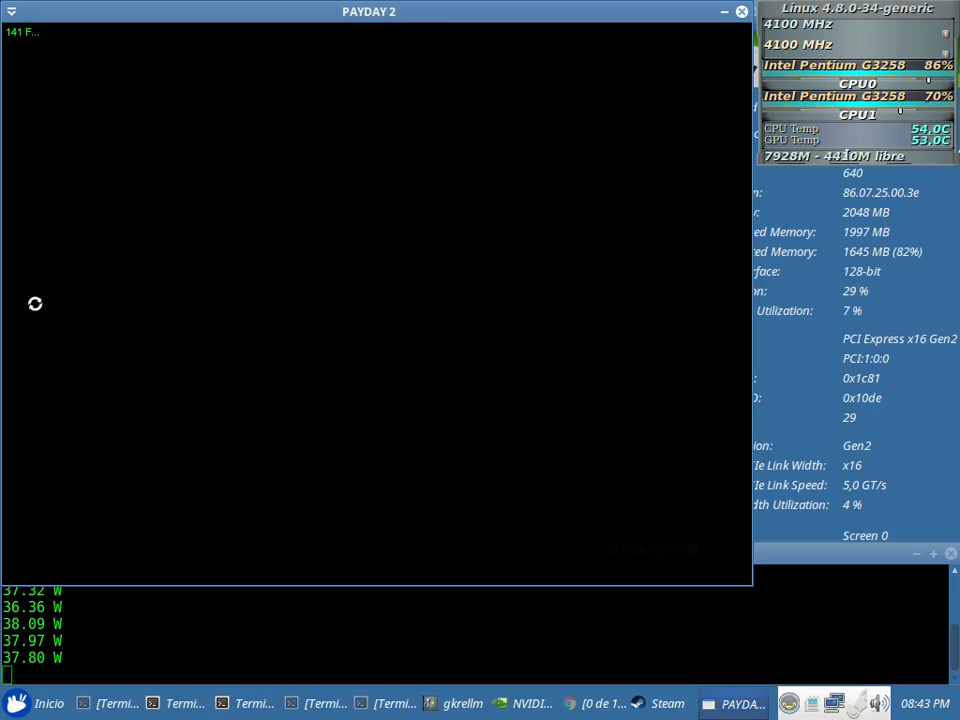 PAYDAY 2
141 F...
Linux 4.8.0-34-generic
4100 MHz
4100 MHz
Intel Pentium G3258 86%
CPU0
Intel Pentium G3258 70%
CPU1
CPU Temp 54.0C
GPU Temp 53.0C
7928M - 4410M libre
640
n: 86.07.25.00.3e
y: 2048 MB
ed Memory: 1997 MB
ed Memory: 1645 MB (82%)
rface: 128-bit
on: 29 %
Utilization: 7 %
PCI Express x16 Gen2
PCI:1:0:0
: 0x1c81
D: 0x10de
29
ion: Gen2
Ie Link Width: x16
Ie Link Speed: 5,0 GT/s
dth Utilization: 4 %
Screen 0
37.32 W
36.36 W
38.09 W
37.97 W
37.80 W
Inicio [Termi... Termi... Termi... [Termi... [Termi... gkrellm NVIDI... [0 de 1... Steam PAYDA... 08:43 PM